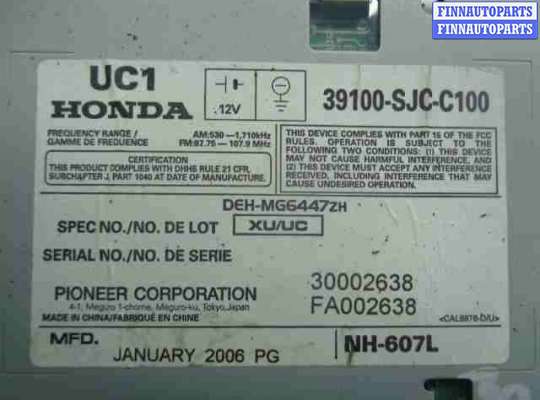 FINNAUTOPARTS
FINNAUTOPARTS
UC1
HONDA
12V
39100-SJC-C100
FREQUENCY RANGE / AM:530—1,710kHz
GAMME DE FREQUENCE FM:87.75 — 107.9 MHz
CERTIFICATION
THIS PRODUCT COMPLIES WITH DHHS RULE 21 CFR,
SUBCHAPTER J, PART 1040 AT DATE OF MANUFACTURE.
THIS DEVICE COMPLIES WITH PART 15 OF THE FCC
RULES. OPERATION IS SUBJECT TO THE
FOLLOWING TWO CONDITIONS: (1) THIS DEVICE
MAY NOT CAUSE HARMFUL INTERFERENCE, AND
(2) THIS DEVICE MUST ACCEPT ANY INTERFERENCE
RECEIVED, INCLUDING INTERFERENCE THAT MAY
CAUSE UNDESIRED OPERATION.
DEH-MG6447ZH
SPEC NO./NO. DE LOT XU/UC
SERIAL NO./NO. DE SERIE
30002638
PIONEER CORPORATION FA002638
4-1, Meguro 1-chome, Meguro-ku, Tokyo, Japan
MADE IN CHINA/FABRIQUÉ EN CHINE
MFD. JANUARY 2006 PG NH-607L